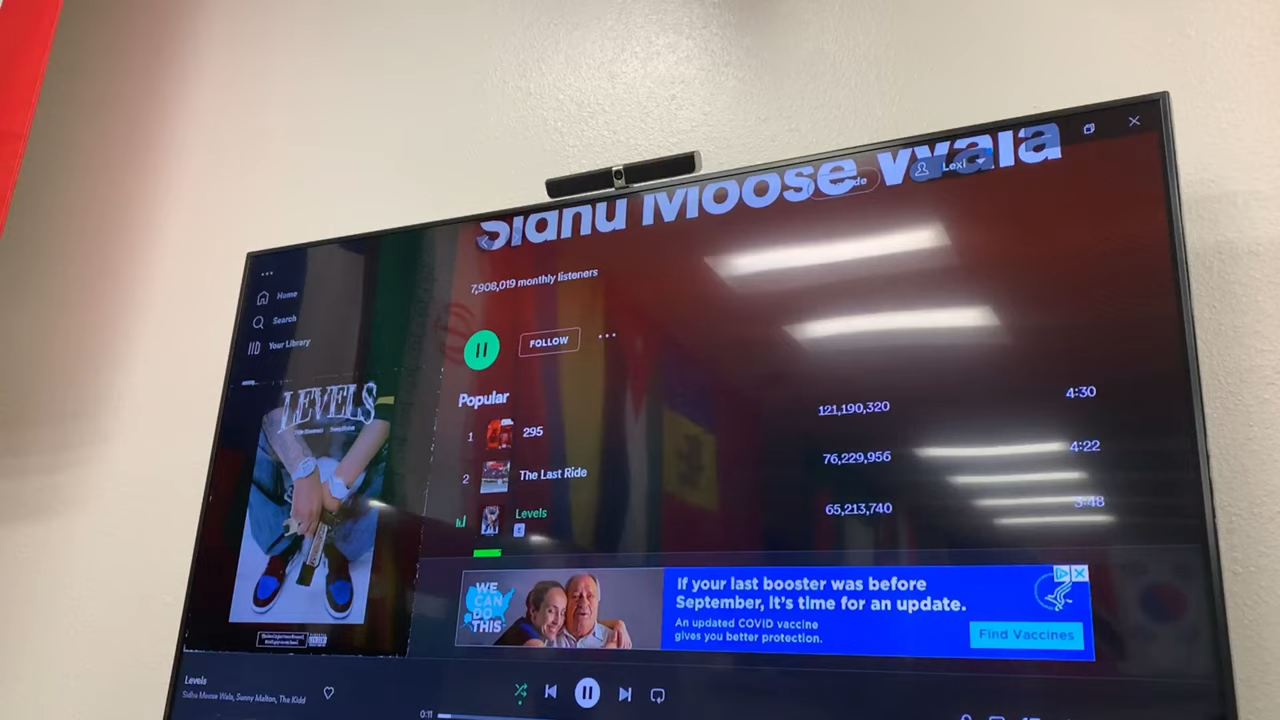 Sidhu Moose Wala
Lexi
7,908,019 monthly listeners
Home
Search
Your Library
FOLLOW
Popular
1 295 121,190,320 4:30
2 The Last Ride 76,229,956 4:22
Levels 65,213,740 3:48
E
LEVELS
WE
CAN DO
THIS
If your last booster was before
September, it's time for an update.
An updated COVID vaccine
gives you better protection.
Find Vaccines
Levels
Sidhu Moose Wala, Sunny Malton, The Kidd
0:11